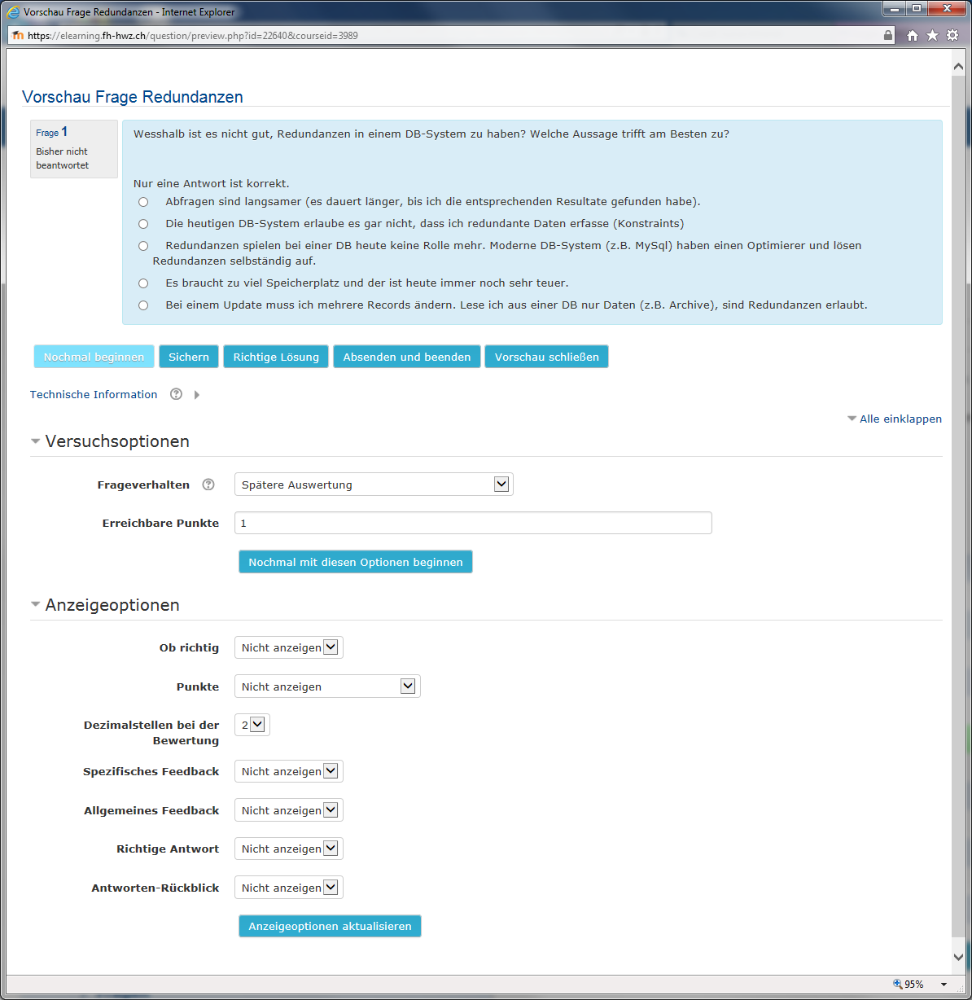 Vorschau Frage Redundanzen - Internet Explorer
https://elearning.fh-hwz.ch/question/preview.php?id=22640&courseid=3989
Vorschau Frage Redundanzen
Frage 1
Bisher nicht
beantwortet
Wesshalb ist es nicht gut, Redundanzen in einem DB-System zu haben? Welche Aussage trifft am Besten zu?
Nur eine Antwort ist korrekt.
Abfragen sind langsamer (es dauert länger, bis ich die entsprechenden Resultate gefunden habe).
Die heutigen DB-System erlaube es gar nicht, dass ich redundante Daten erfasse (Konstraints)
Redundanzen spielen bei einer DB heute keine Rolle mehr. Moderne DB-System (z.B. MySql) haben einen Optimierer und lösen
Redundanzen selbständig auf.
Es braucht zu viel Speicherplatz und der ist heute immer noch sehr teuer.
Bei einem Update muss ich mehrere Records ändern. Lese ich aus einer DB nur Daten (z.B. Archive), sind Redundanzen erlaubt.
Nochmal beginnen Sichern Richtige Lösung Absenden und beenden Vorschau schließen
Technische Information
Alle einklappen
Versuchsoptionen
Frageverhalten Spätere Auswertung
Erreichbare Punkte 1
Nochmal mit diesen Optionen beginnen
Anzeigeoptionen
Ob richtig Nicht anzeigen
Punkte Nicht anzeigen
Dezimalstellen bei der 2
Bewertung
Spezifisches Feedback Nicht anzeigen
Allgemeines Feedback Nicht anzeigen
Richtige Antwort Nicht anzeigen
Antworten-Rückblick Nicht anzeigen
Anzeigeoptionen aktualisieren
95%